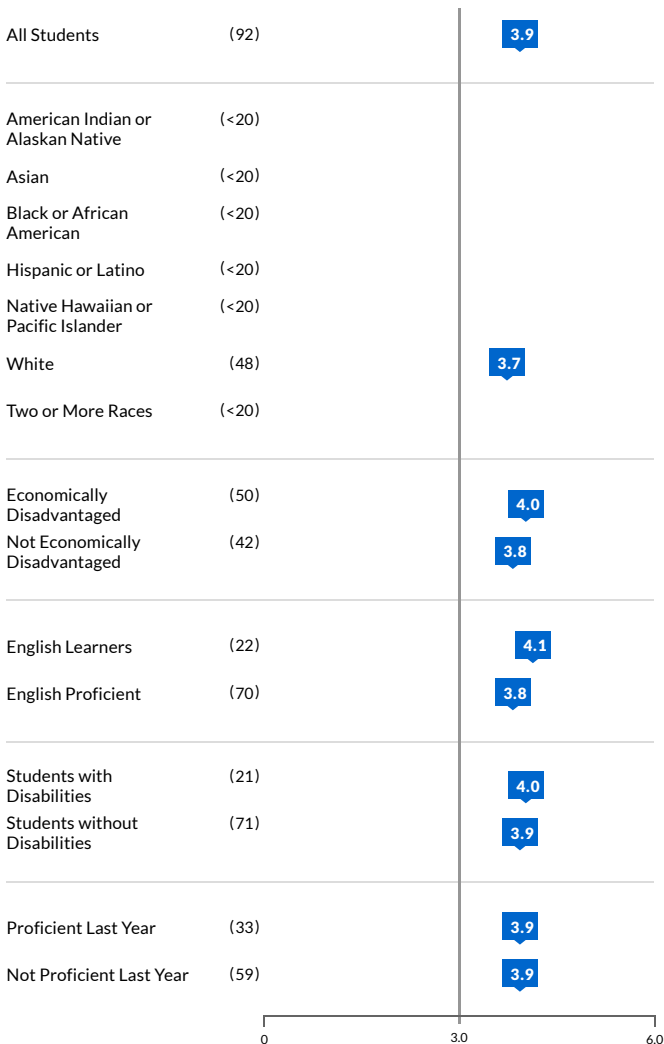 All Students (92) 3.9
American Indian or (<20)
Alaskan Native
Asian (<20)
Black or African (<20)
American
Hispanic or Latino (<20)
Native Hawaiian or (<20)
Pacific Islander
White (48) 3.7
Two or More Races (<20)
Economically (50) 4.0
Disadvantaged
Not Economically (42) 3.8
Disadvantaged
English Learners (22) 4.1
English Proficient (70) 3.8
Students with (21) 4.0
Disabilities
Students without (71) 3.9
Disabilities
Proficient Last Year (33) 3.9
Not Proficient Last Year (59) 3.9
0 3.0 6.0